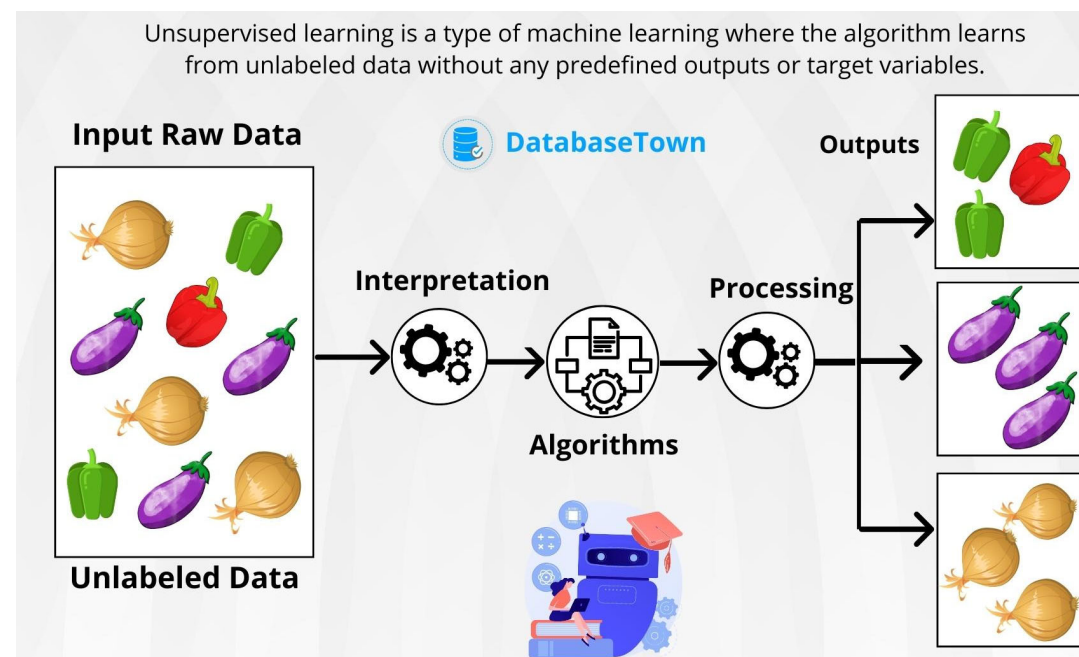 Unsupervised learning is a type of machine learning where the algorithm learns
from unlabeled data without any predefined outputs or target variables.
Input Raw Data
DatabaseTown
Outputs
Interpretation
Processing
Algorithms
Unlabeled Data